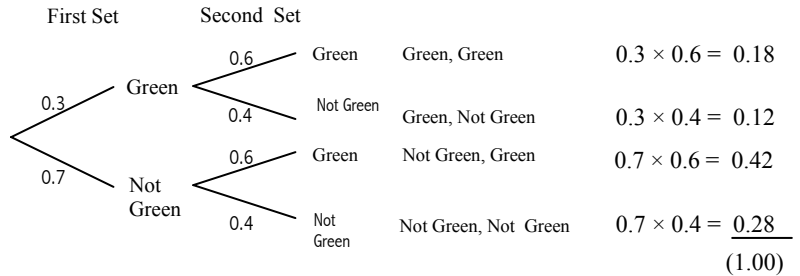 First Set Second Set
0.6 Green Green, Green 0.3 × 0.6 = 0.18
0.3 Green
0.4 Not Green Green, Not Green 0.3 × 0.4 = 0.12
0.6 Green Not Green, Green 0.7 × 0.6 = 0.42
0.7 Not
Green
0.4 Not
Green Not Green, Not Green 0.7 × 0.4 = 0.28
(1.00)